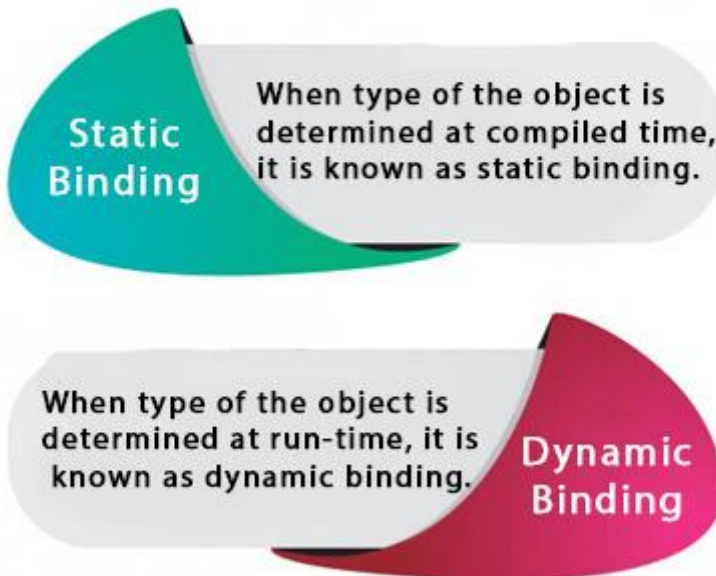 Static
Binding
When type of the object is
determined at compiled time,
it is known as static binding.
When type of the object is
determined at run-time, it is
known as dynamic binding.
Dynamic
Binding